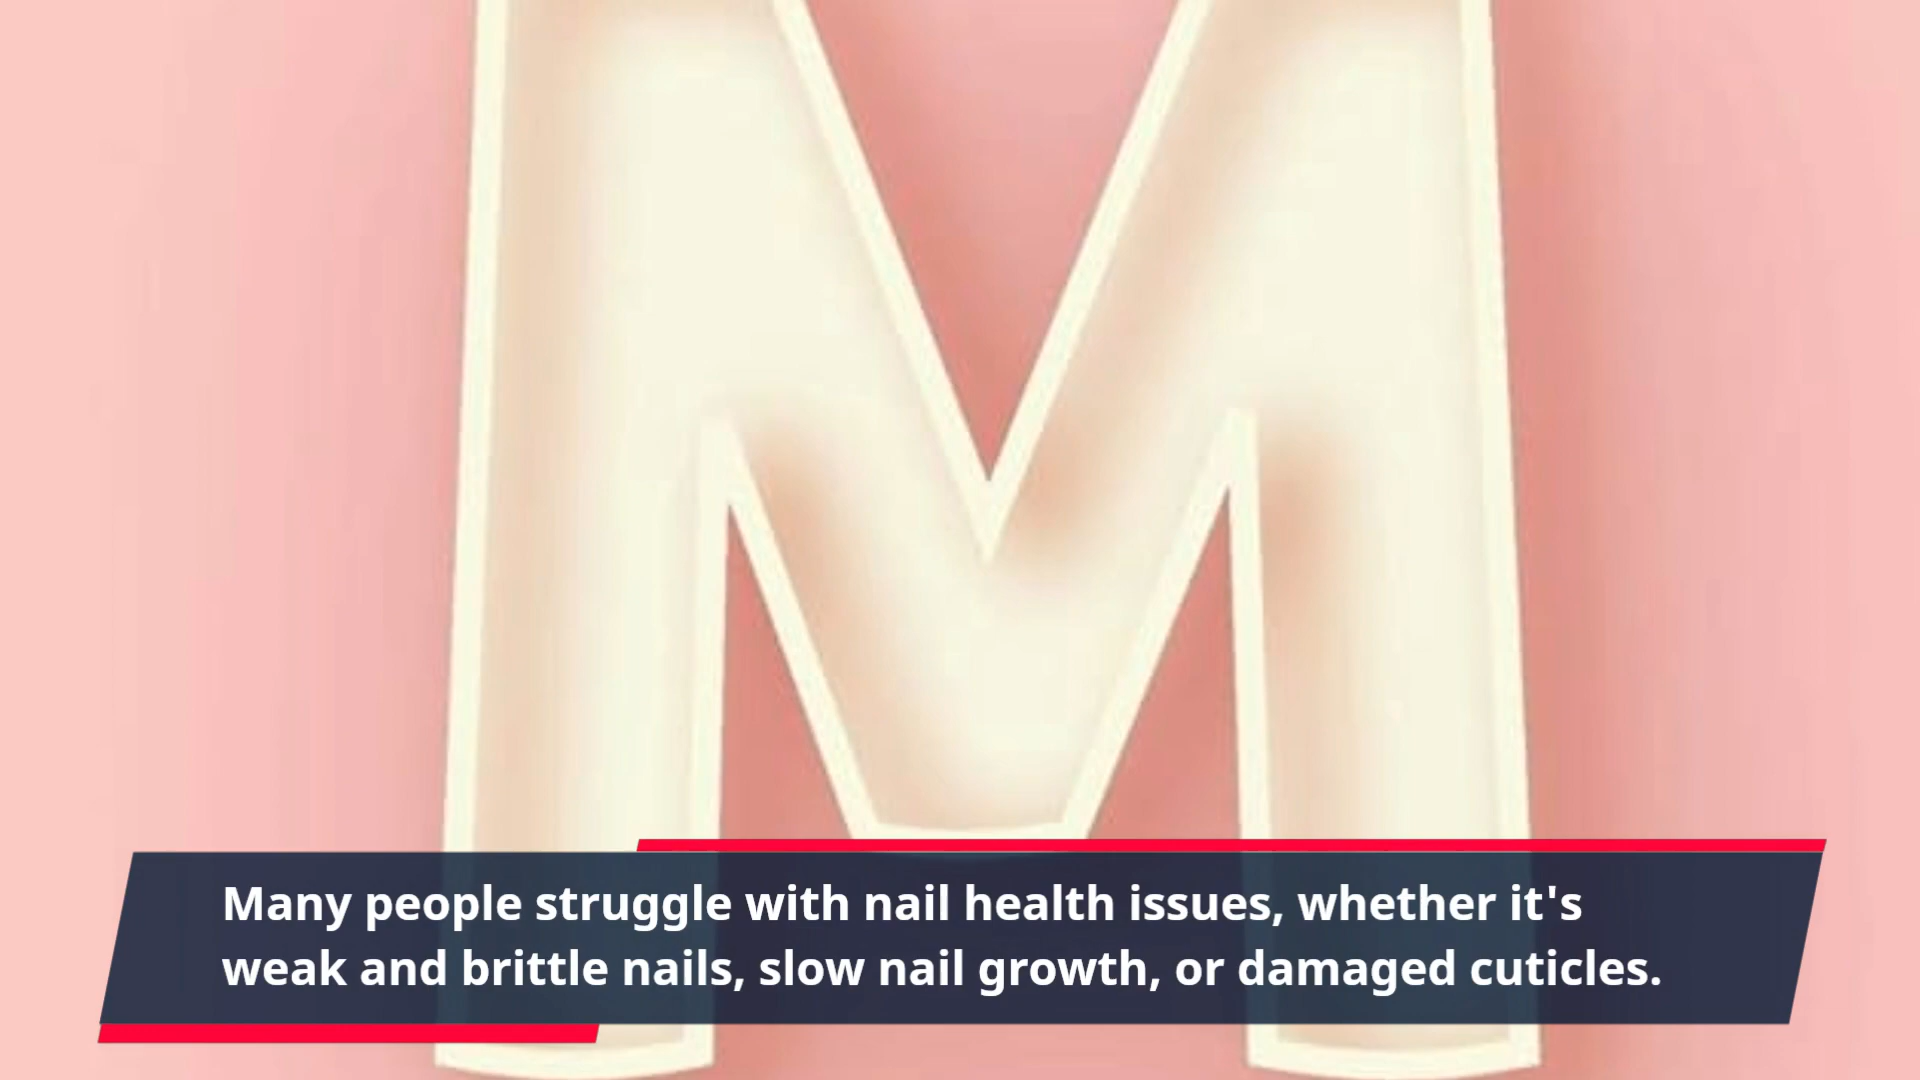 M
Many people struggle with nail health issues, whether it's
weak and brittle nails, slow nail growth, or damaged cuticles.